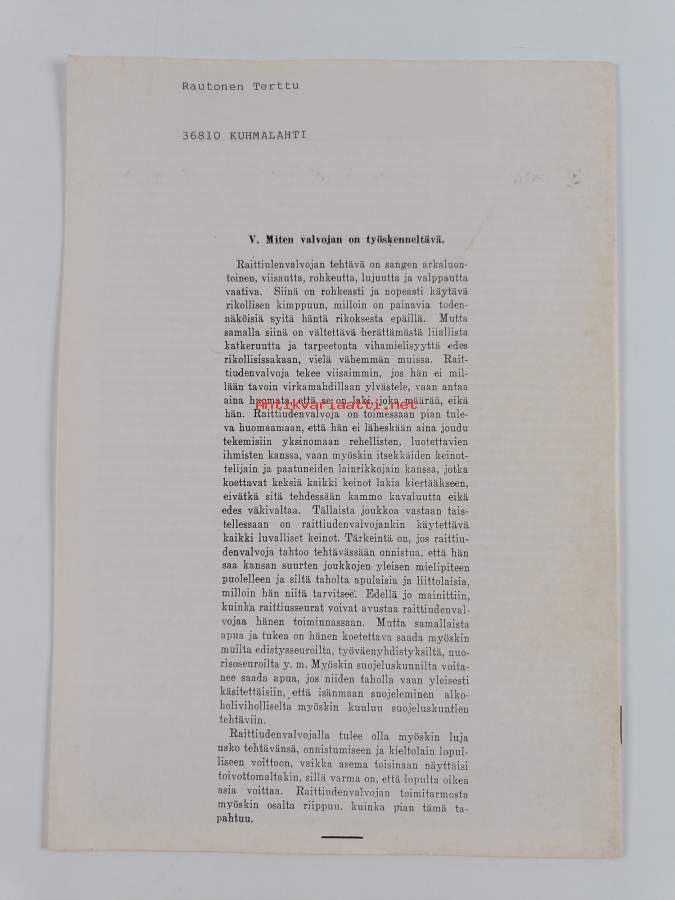 Rautonen Terttu
36810 KUHMALAHTI
V. Miten valvojan on työskenneltävä.
Raittiulenvalvojan tehtävä on sangen arkaluon-
toinen, viisautta, rohkeutta, lujuutta ja valppautta
vaativa. Siinä on rohkeasti ja nopeasti käytävä
rikollisen kimppuun, milloin on painavia toden-
näköisiä syitä häntä rikoksesta epäillä. Mutta
samalla siinä on vältettävä herättämästä liiallista
katkeruutta ja tarpeetonta vihamielisyyttä edes
rikollisissakaan, vielä vähemmän muissa. Rait-
tiudenvalvoja tekee viisaimmin, jos hän ei mil-
lään tavoin virkamahdillaan ylvästele, vaan antaa
aina huomata, että se on laki, joka määrää, eikä
Antikvariaatti.net
hän. Raittiudenvalvoja on toimessaan pian tule-
va huomaamaan, että hän ei läheskään aina joudu
tekemisiin yksinomaan rehellisten, luotettavien
ihmisten kanssa, vaan myöskin itsekkäiden keinot-
telijain ja paatuneiden lainrikkojain kanssa, jotka
koettavat keksiä kaikki keinot lakia kiertääkseen,
eivätkä sitä tehdessään kammo kavaluutta eikä
edes väkivaltaa. Tällaista joukkoa vastaan tais-
tellessaan on raittiudenvalvojankin käytettävä
kaikki luvalliset keinot. Tärkeintä on, jos raittiu-
denvalvoja tahtoo tehtävässään onnistua, että hän
saa kansan suurten joukkojen yleisen mielipiteen
puolelleen ja siltä taholta apulaisia ja liittolaisia,
milloin hän niitä tarvitsee. Edellä jo mainittiin,
kuinka raittiusseurat voivat avustaa raittiudenval-
vojaa hänen toiminnassaan. Mutta samallaista
apua ja tukea on hänen koetettava saada myöskin
muilta edistysseuroilta, työväenyhdistyksiltä, nuo-
risoseuroilta y. m. Myöskin suojeluskunnilta voita-
nee saada apua, jos niiden taholla vaan yleisesti
käsitettäisiin, että isänmaan suojeleminen alko-
holiviholliselta myöskin kuuluu suojeluskuntien
tehtäviin.
Raittiudenvalvojalla tulee olla myöskin luja
usko tehtävänsä, onnistumiseen ja kieltolain lopul-
liseen voittoon, vaikka asema toisinaan näyttäisi
toivottomaltakin, sillä varma on, että lopulta oikea
asia voittaa. Raittiudenvalvojan toimitarmosta
myöskin osalta riippuu, kuinka pian tämä ta-
pahtuu.